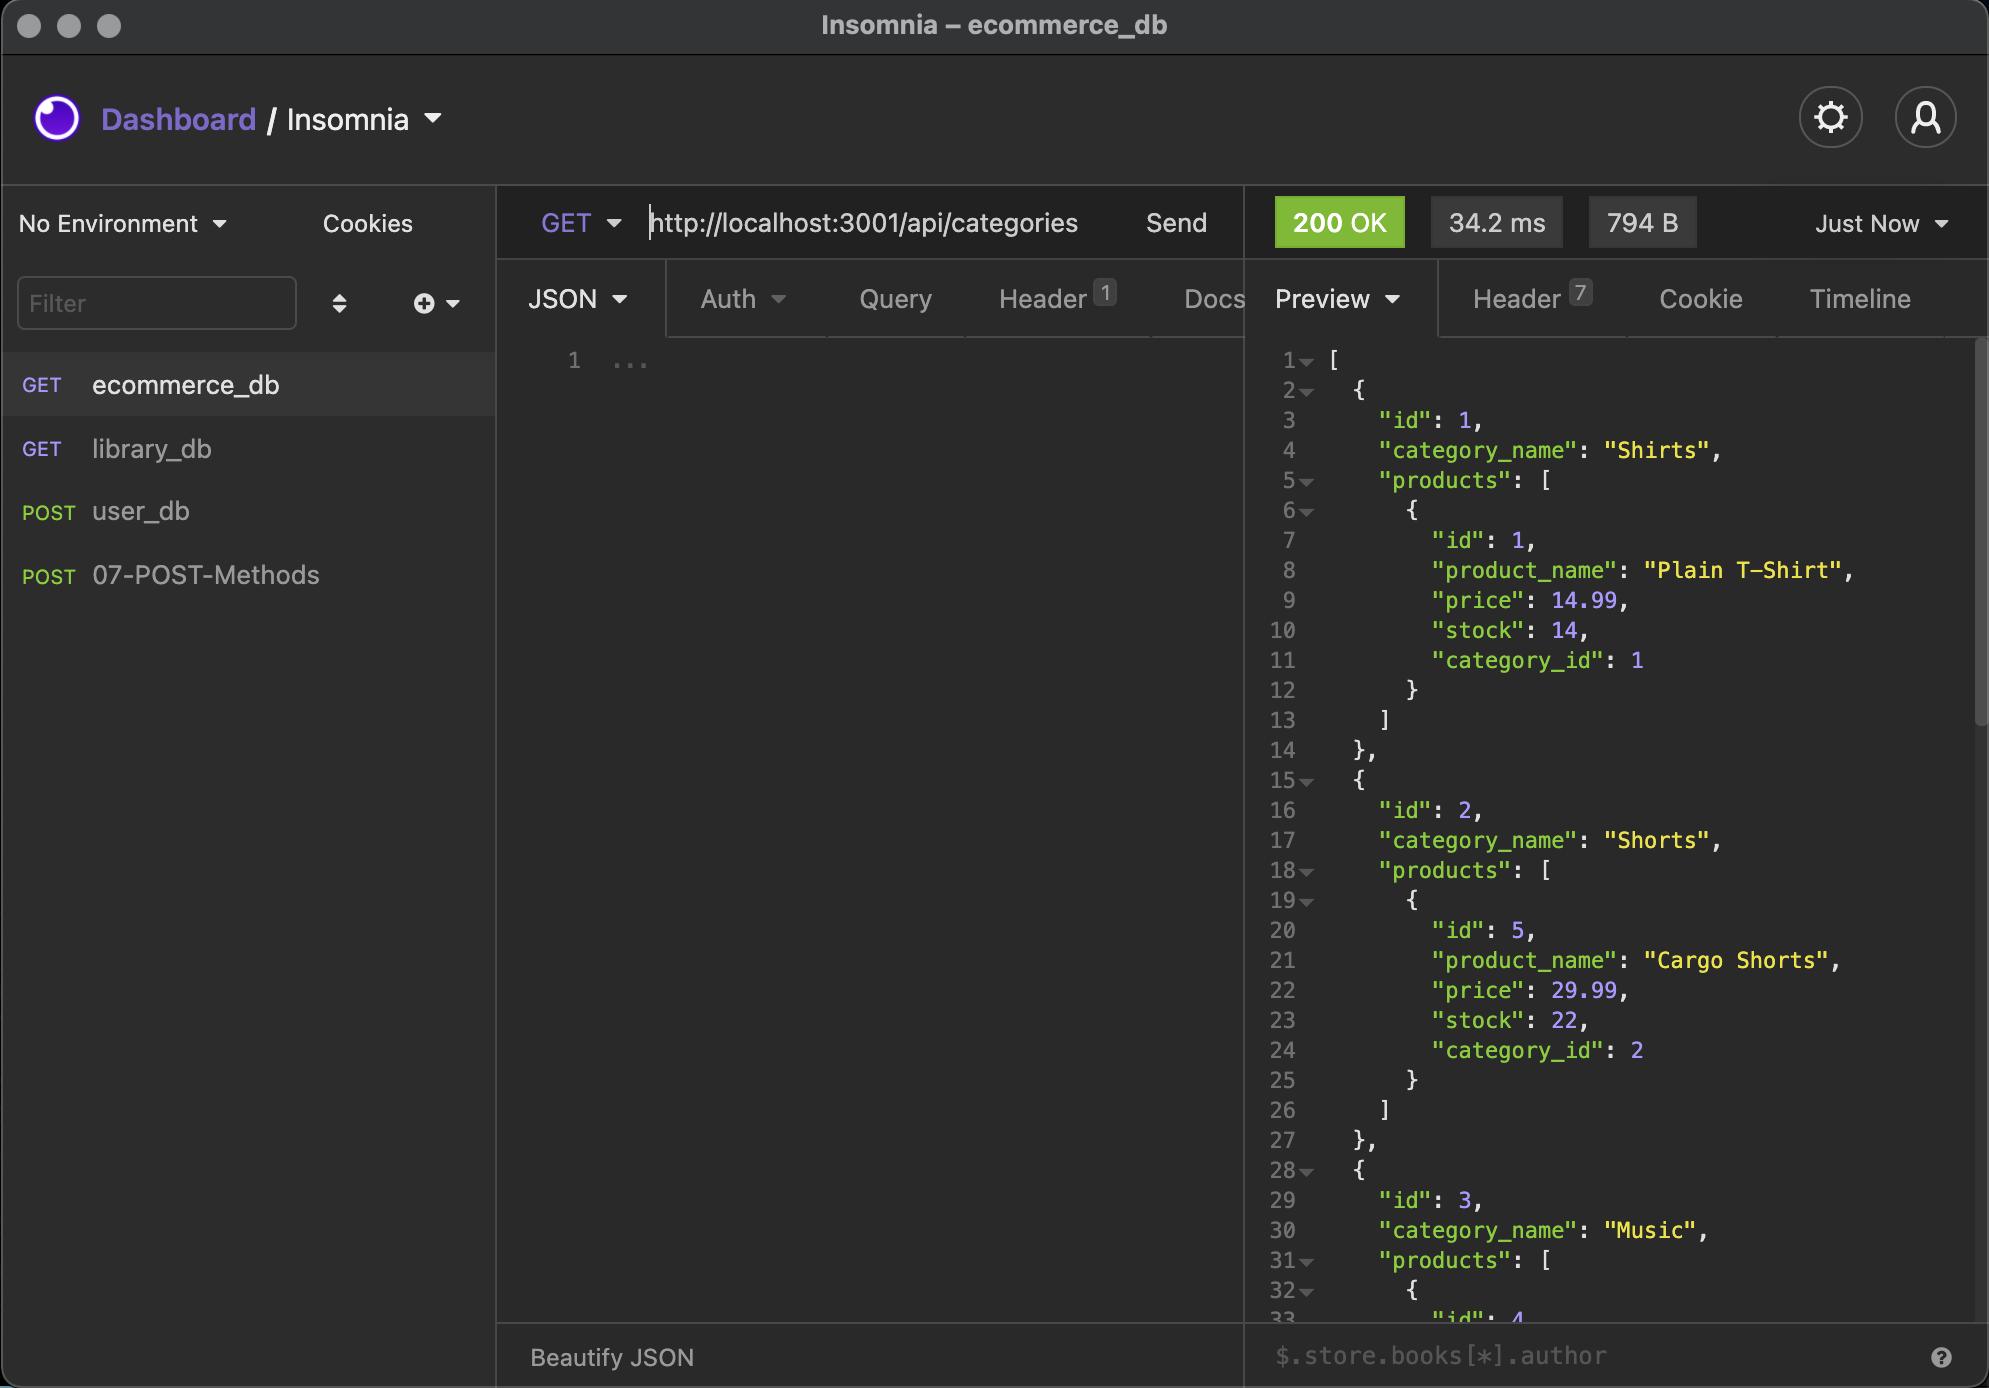 Insomnia – ecommerce_db
Dashboard / Insomnia
No Environment
Cookies
Filter
GET ecommerce_db
GET library_db
POST user_db
POST 07-POST-Methods
GET http://localhost:3001/api/categories Send
JSON Auth Query Header 1 Docs
1 ...
Beautify JSON
200 OK 34.2 ms 794 B Just Now
Preview Header 7 Cookie Timeline
1 [
2 {
3 "id": 1,
4 "category_name": "Shirts",
5 "products": [
6 {
7 "id": 1,
8 "product_name": "Plain T-Shirt",
9 "price": 14.99,
10 "stock": 14,
11 "category_id": 1
12 }
13 ]
14 },
15 {
16 "id": 2,
17 "category_name": "Shorts",
18 "products": [
19 {
20 "id": 5,
21 "product_name": "Cargo Shorts",
22 "price": 29.99,
23 "stock": 22,
24 "category_id": 2
25 }
26 ]
27 },
28 {
29 "id": 3,
30 "category_name": "Music",
31 "products": [
32 {
33 "id": 4
$.store.books[*].author